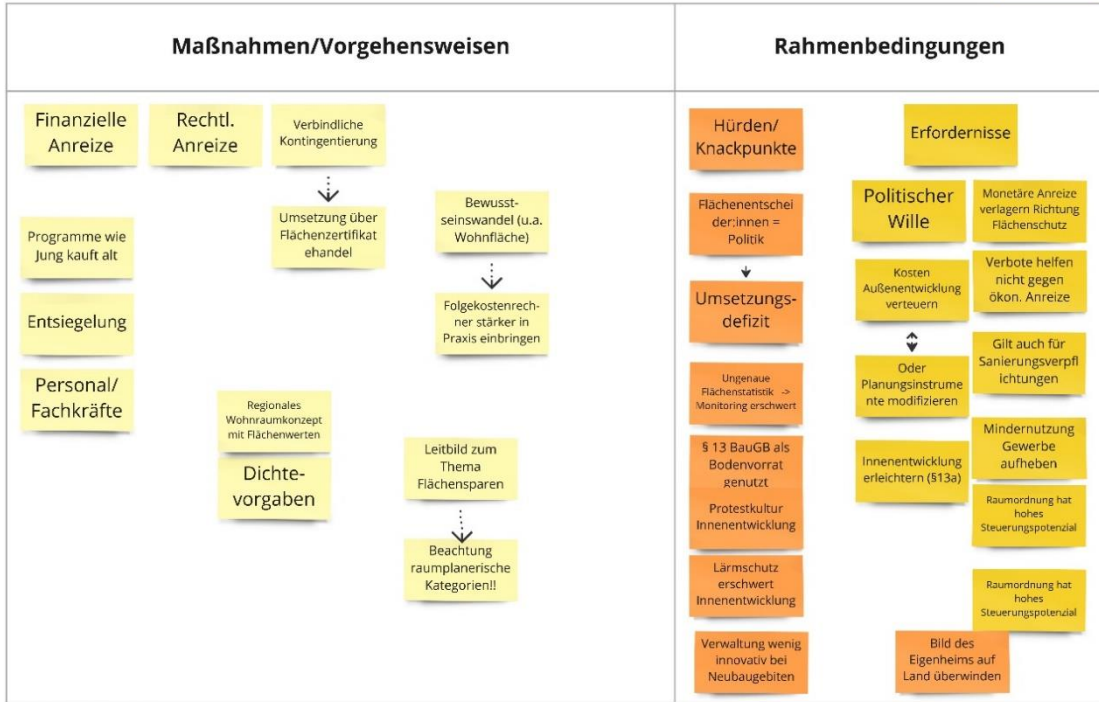 Maßnahmen/Vorgehensweisen
Finanzielle
Anreize
Rechtl.
Anreize
Verbindliche
Kontingentierung
Umsetzung über
Flächenzertifikat
ehandel
Bewusst-
seinswandel (u.a.
Wohnfläche)
Programme wie
Jung kauft alt
Folgekostenrech
ner stärker in
Praxis einbringen
Entsiegelung
Personal/
Fachkräfte
Regionales
Wohnraumkonzept
mit Flächenwerten
Dichte-
vorgaben
Leitbild zum
Thema
Flächensparen
Beachtung
raumplanerische
Kategorien!!
Rahmenbedingungen
Hürden/
Knackpunkte
Flächenentschei
der:innen =
Politik
Umsetzungs-
defizit
Ungenaue
Flächenstatistik ->
Monitoring erschwert
§ 13 BauGB als
Bodenvorrat
genutzt
Protestkultur
Innenentwicklung
Lärmschutz
erschwert
Innenentwicklung
Verwaltung wenig
innovativ bei
Neubaugebiten
Erfordernisse
Politischer
Wille
Kosten
Außenentwicklung
verteuern
Oder
Planungsinstrume
nte modifizieren
Innenentwicklung
erleichtern (§13a)
Monetäre Anreize
verlagern Richtung
Flächenschutz
Verbote helfen
nicht gegen
ökon. Anreize
Gilt auch für
Sanierungsverpfl
ichtungen
Mindernutzung
Gewerbe
aufheben
Raumordnung hat
hohes
Steuerungspotenzial
Raumordnung hat
hohes
Steuerungspotenzial
Bild des
Eigenheims auf
Land überwinden